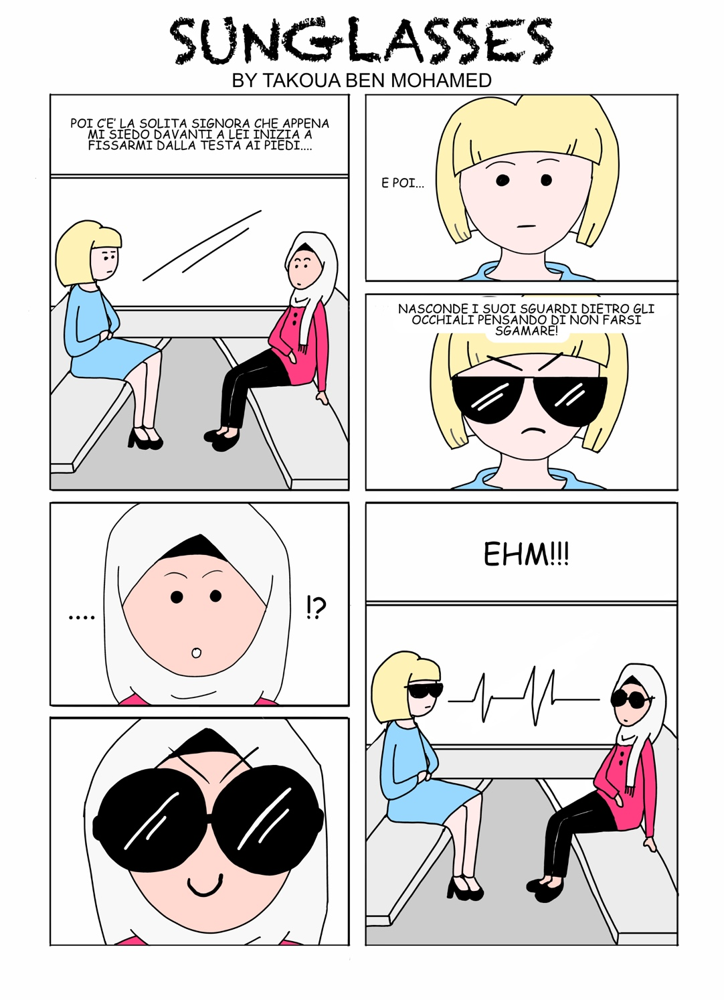 SUNGLASSES
BY TAKOUA BEN MOHAMED
POI C'E' LA SOLITA SIGNORA CHE APPENA
MI SIEDO DAVANTI A LEI INIZIA A
FISSARMI DALLA TESTA AI PIEDI....
E POI...
NASCONDE I SUOI SGUARDI DIETRO GLI
OCCHIALI PENSANDO DI NON FARSI
SGAMARE!
.... !?
EHM!!!